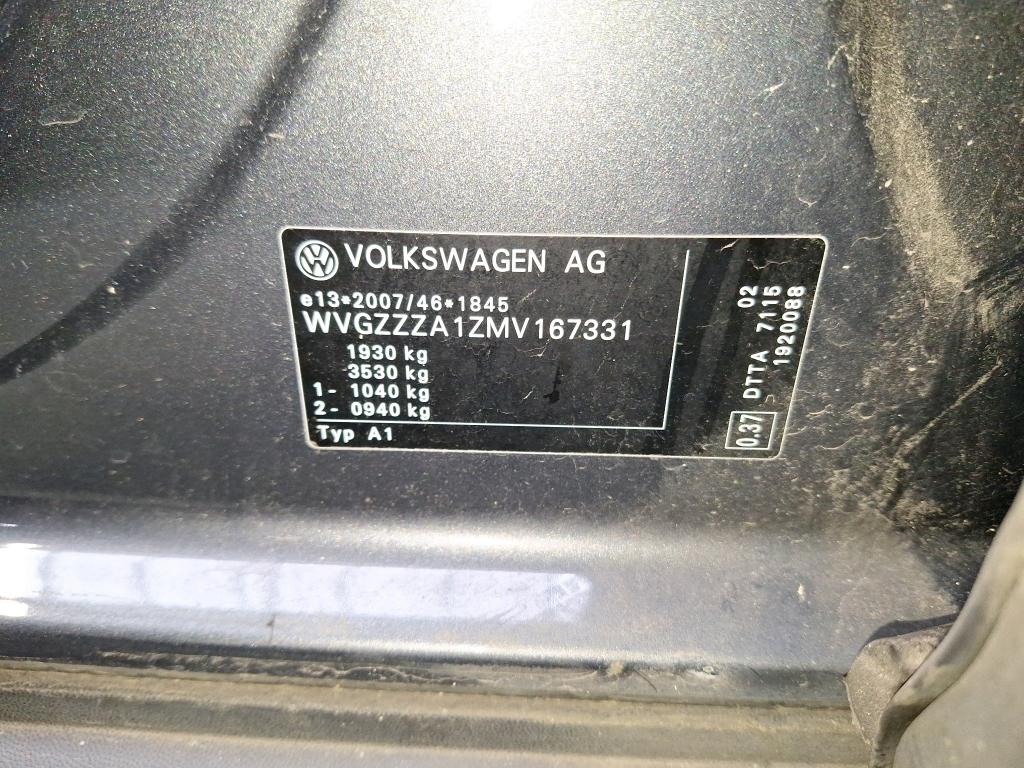 VOLKSWAGEN AG
e13*2007/46*1845
WVGZZZA1ZMV167331
1930 kg
3530 kg
1- 1040 kg
2- 0940 kg
Typ A1
0.37 DTTA 7115 02
1920088